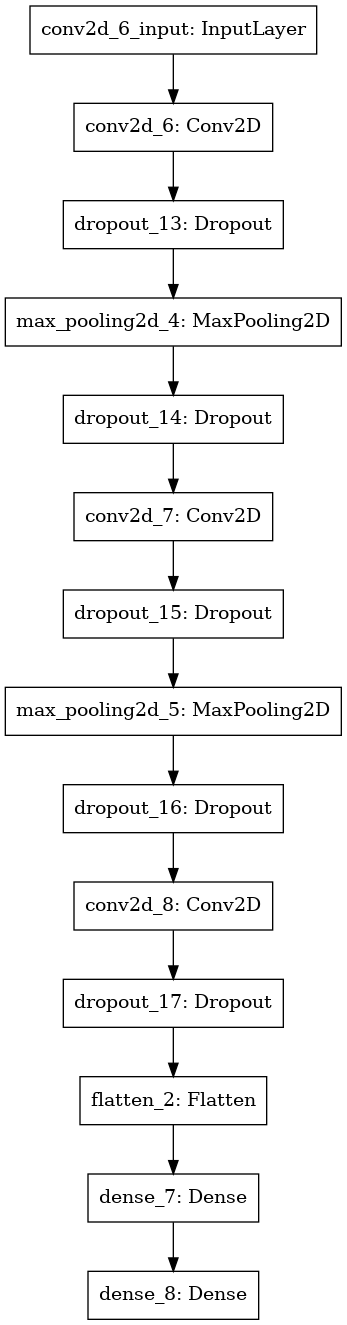 conv2d_6_input: InputLayer
conv2d_6: Conv2D
dropout_13: Dropout
max_pooling2d_4: MaxPooling2D
dropout_14: Dropout
conv2d_7: Conv2D
dropout_15: Dropout
max_pooling2d_5: MaxPooling2D
dropout_16: Dropout
conv2d_8: Conv2D
dropout_17: Dropout
flatten_2: Flatten
dense_7: Dense
dense_8: Dense